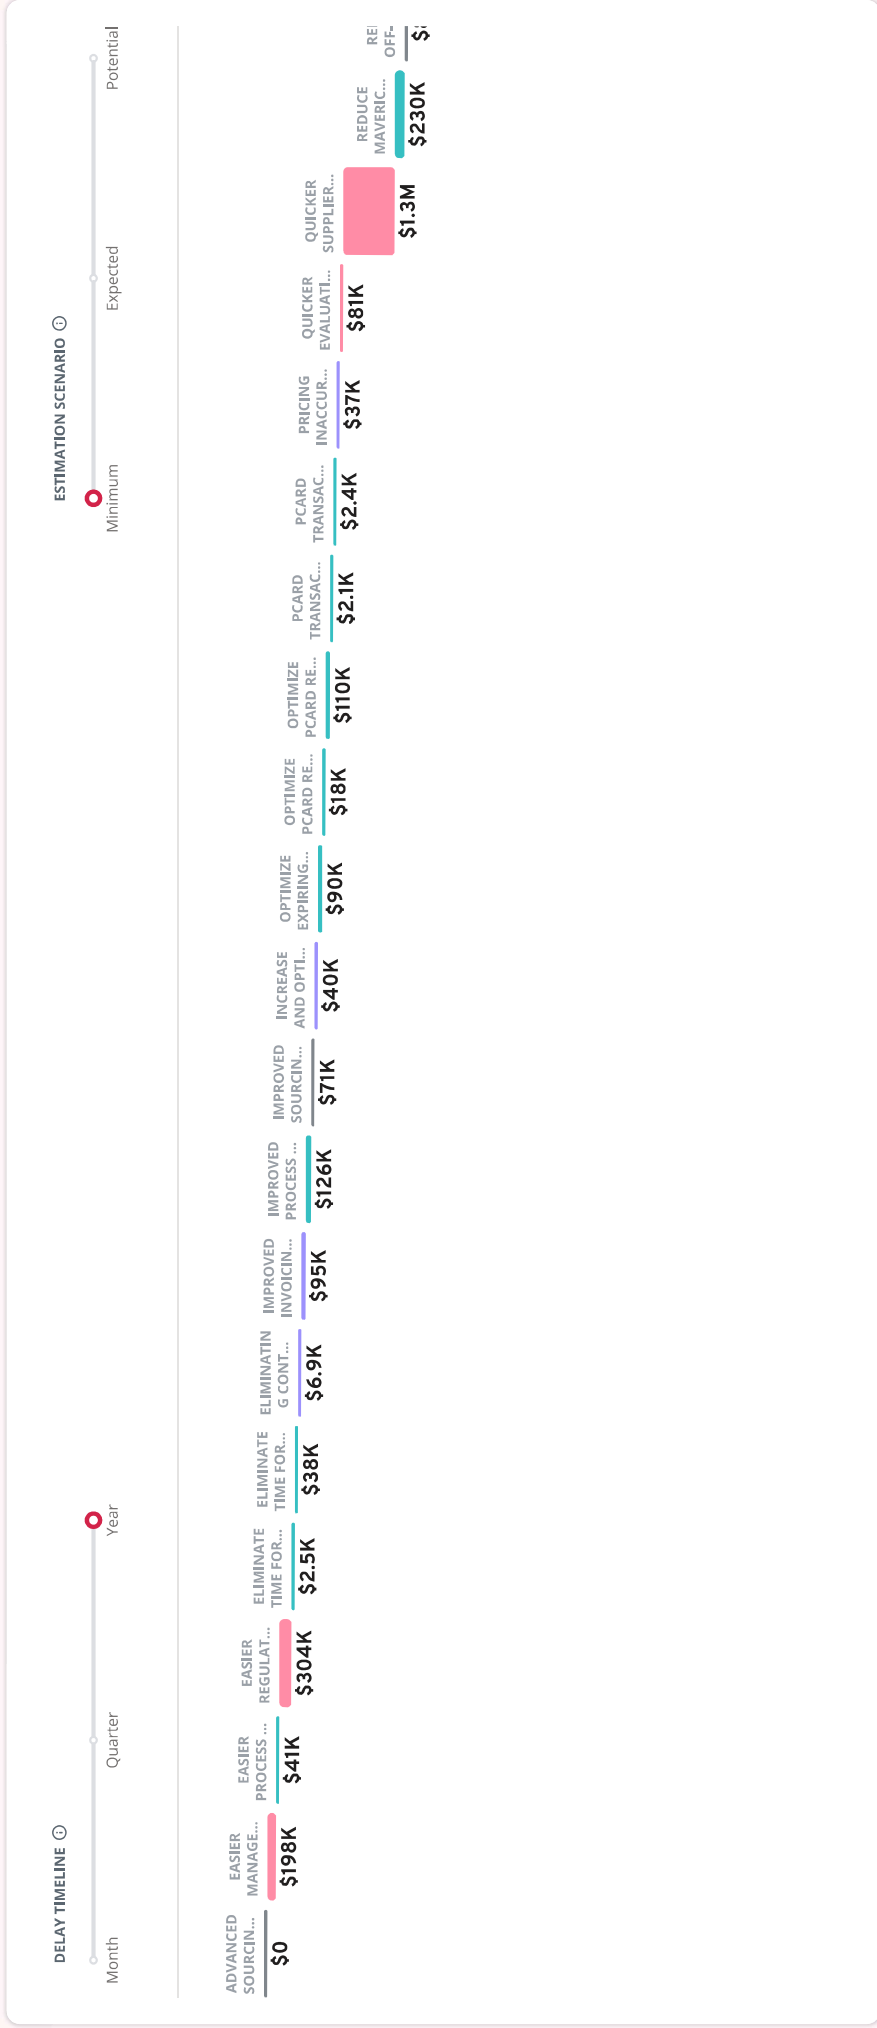 DELAY TIMELINE
Month
Quarter
Year
ESTIMATION SCENARIO
Minimum
Expected
Potential
ADVANCED
SOURCIN...
$0
EASIER
MANAGE...
$198K
EASIER
PROCESS ...
$41K
EASIER
REGULAT...
$304K
ELIMINATE
TIME FOR...
$2.5K
ELIMINATE
TIME FOR...
$38K
ELIMINATIN
G CONT...
$6.9K
IMPROVED
INVOICIN...
$95K
IMPROVED
PROCESS ...
$126K
IMPROVED
SOURCIN...
$71K
INCREASE
AND OPTI...
$40K
OPTIMIZE
EXPIRING...
$90K
OPTIMIZE
PCARD RE...
$18K
OPTIMIZE
PCARD RE...
$110K
PCARD
TRANSAC...
$2.1K
PCARD
TRANSAC...
$2.4K
PRICING
INACCUR...
$37K
QUICKER
EVALUATI...
$81K
QUICKER
SUPPLIER...
$1.3M
REDUCE
MAVERIC...
$230K
OFF-